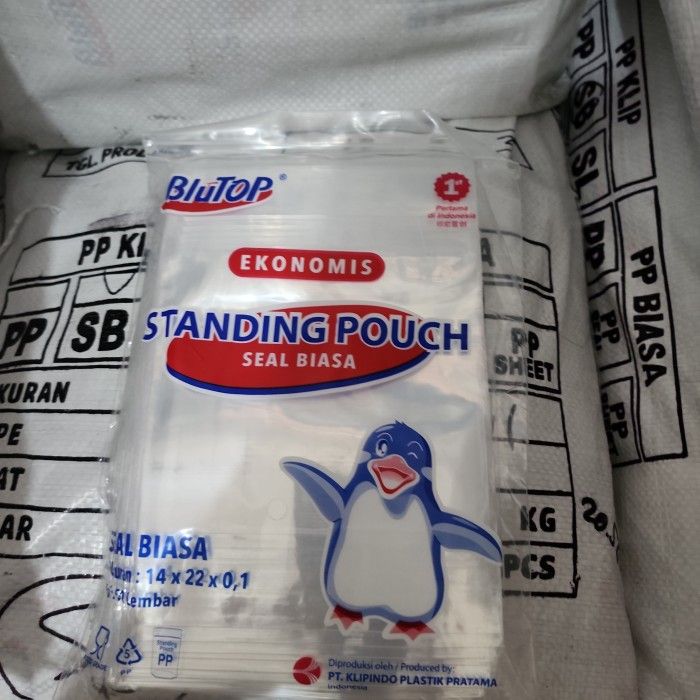 TGL PROD
PP KLIP
PP BIASA
PP SB SL DP PP
BluTOP®
1st
Pertama
di Indonesia
EKONOMIS
STANDING POUCH
SEAL BIASA
PP KL
PP SB
PP
SHEET
KURAN
PE
AT
AR
KG
PCS
SEAL BIASA
: 14 x 22 x 0,1
Lembar
5
PP
Standing
Pouch
PP
Diproduksi oleh / Produced by:
PT. KLIPINDO PLASTIK PRATAMA
Indonesia